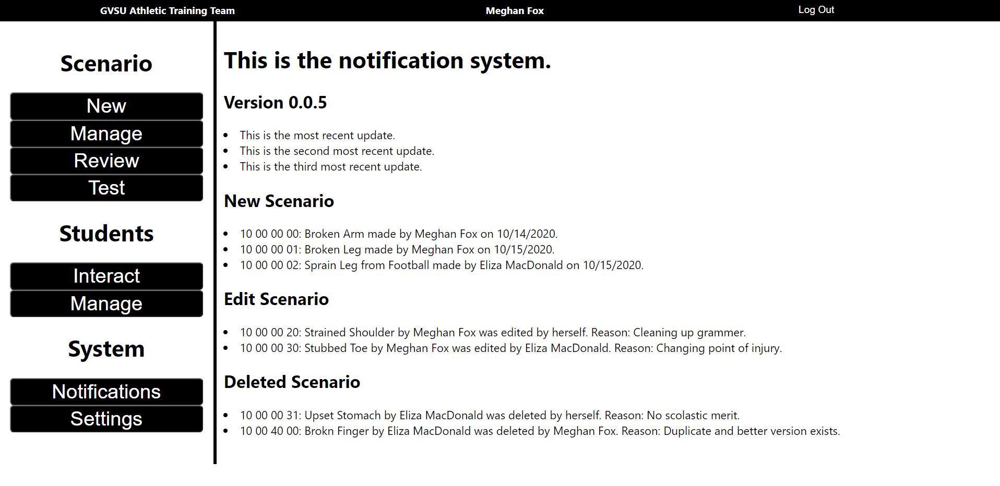 GVSU Athletic Training Team
Meghan Fox
Log Out
Scenario
New
Manage
Review
Test
Students
Interact
Manage
System
Notifications
Settings
This is the notification system.
Version 0.0.5
This is the most recent update.
This is the second most recent update.
This is the third most recent update.
New Scenario
10 00 00 00: Broken Arm made by Meghan Fox on 10/14/2020.
10 00 00 01: Broken Leg made by Meghan Fox on 10/15/2020.
10 00 00 02: Sprain Leg from Football made by Eliza MacDonald on 10/15/2020.
Edit Scenario
10 00 00 20: Strained Shoulder by Meghan Fox was edited by herself. Reason: Cleaning up grammer.
10 00 00 30: Stubbed Toe by Meghan Fox was edited by Eliza MacDonald. Reason: Changing point of injury.
Deleted Scenario
10 00 00 31: Upset Stomach by Eliza MacDonald was deleted by herself. Reason: No scolastic merit.
10 00 40 00: Brokn Finger by Eliza MacDonald was deleted by Meghan Fox. Reason: Duplicate and better version exists.